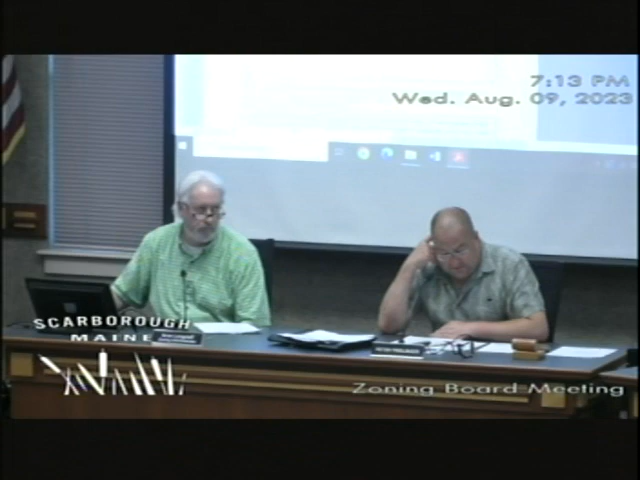 7:13 PM
Wed. Aug. 09, 2023
SCARBOROUGH
MAINE
Zoning Board Meeting